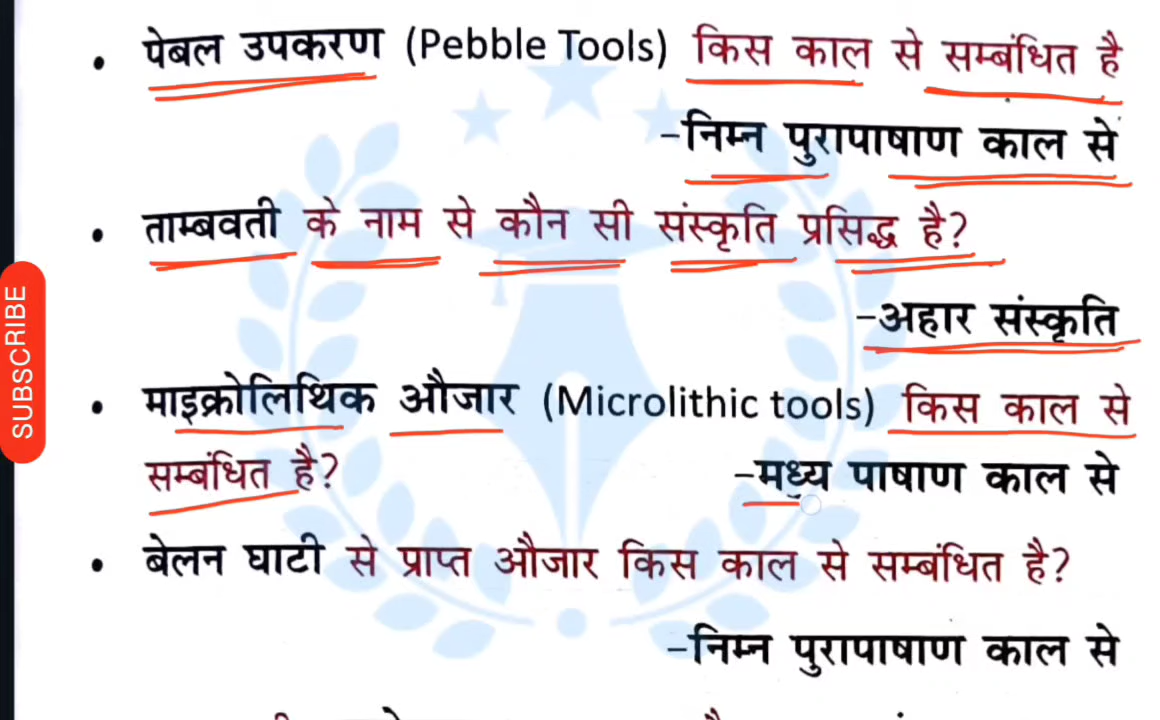 • पेबल उपकरण (Pebble Tools) किस काल से सम्बंधित है
–निम्न पुरापाषाण काल से
• ताम्बवती के नाम से कौन सी संस्कृति प्रसिद्ध है?
–अहार संस्कृति
• माइक्रोलिथिक औजार (Microlithic tools) किस काल से
सम्बंधित है?
–मध्य पाषाण काल से
• बेलन घाटी से प्राप्त औजार किस काल से सम्बंधित है?
–निम्न पुरापाषाण काल से
SUBSCRIBE